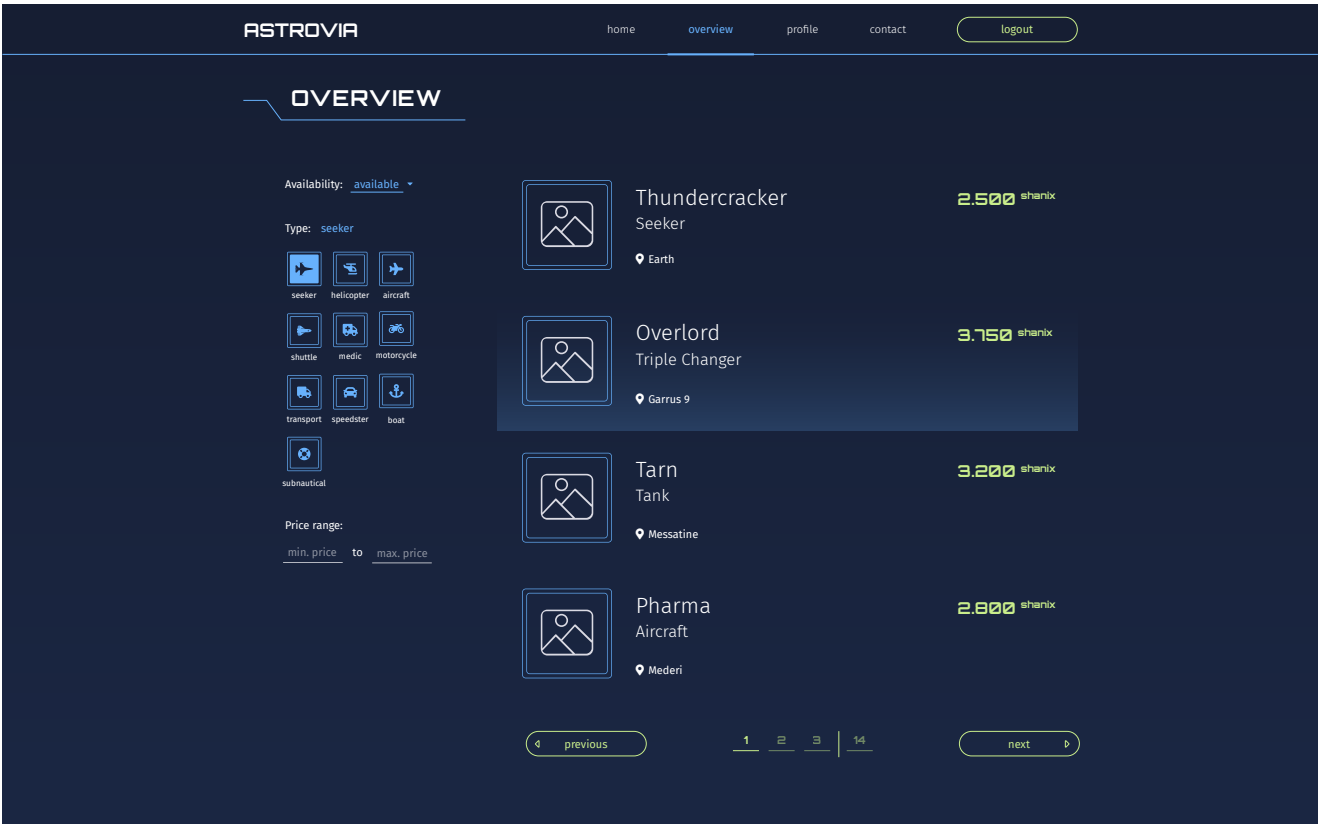 ASTROVIA
home overview profile contact logout
OVERVIEW
Availability: available
Type: seeker
seeker helicopter aircraft
shuttle medic motorcycle
transport speedster boat
subnautical
Price range:
min. price to max. price
Thundercracker
2.500 shanix
Seeker
Earth
Overlord
3.750 shanix
Triple Changer
Garrus 9
Tarn
3.200 shanix
Tank
Messatine
Pharma
2.800 shanix
Aircraft
Mederi
previous 1 2 3 14 next